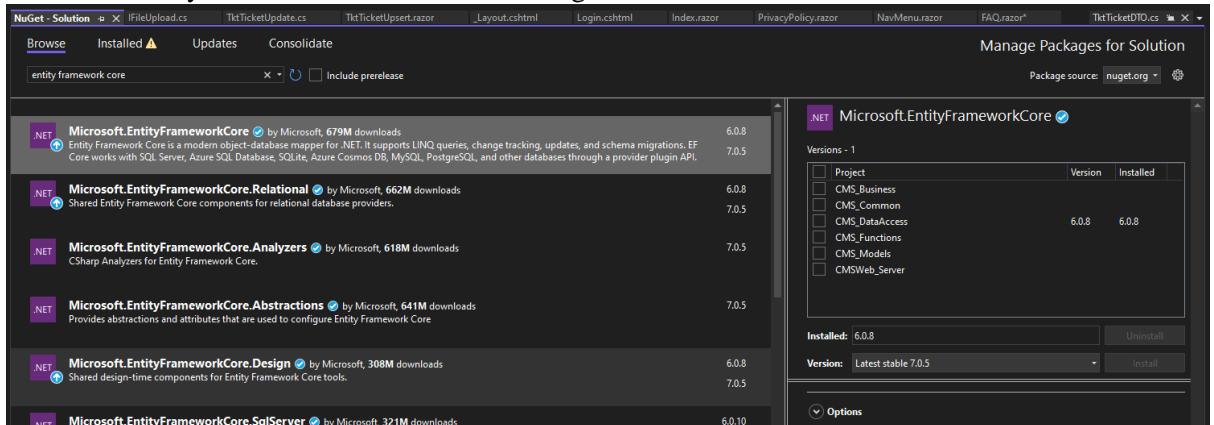 NuGet - Solution IFileUpload.cs TktTicketUpdate.cs TktTicketUpsert.razor _Layout.cshtml Login.cshtml Index.razor PrivacyPolicy.razor NavMenu.razor FAQ.razor* TktTicketDTO.cs
Browse Installed Updates Consolidate
Manage Packages for Solution
entity framework core
Include prerelease
Package source: nuget.org
.NET
Microsoft.EntityFrameworkCore by Microsoft, 679M downloads
6.0.8
Entity Framework Core is a modern object-database mapper for .NET. It supports LINQ queries, change tracking, updates, and schema migrations. EF
Core works with SQL Server, Azure SQL Database, SQLite, Azure Cosmos DB, MySQL, PostgreSQL, and other databases through a provider plugin API.
7.0.5
.NET
Microsoft.EntityFrameworkCore.Relational by Microsoft, 662M downloads
6.0.8
Shared Entity Framework Core components for relational database providers.
7.0.5
.NET
Microsoft.EntityFrameworkCore.Analyzers by Microsoft, 618M downloads
7.0.5
CSharp Analyzers for Entity Framework Core.
.NET
Microsoft.EntityFrameworkCore.Abstractions by Microsoft, 641M downloads
7.0.5
Provides abstractions and attributes that are used to configure Entity Framework Core
.NET
Microsoft.EntityFrameworkCore.Design by Microsoft, 308M downloads
6.0.8
Shared design-time components for Entity Framework Core tools.
7.0.5
.NET
Microsoft.EntityFrameworkCore.SqlServer by Microsoft, 321M downloads
6.0.10
.NET
Microsoft.EntityFrameworkCore
Versions - 1
Project Version Installed
CMS_Business
CMS_Common
CMS_DataAccess 6.0.8 6.0.8
CMS_Functions
CMS_Models
CMSWeb_Server
Installed: 6.0.8 Uninstall
Version: Latest stable 7.0.5 Install
Options